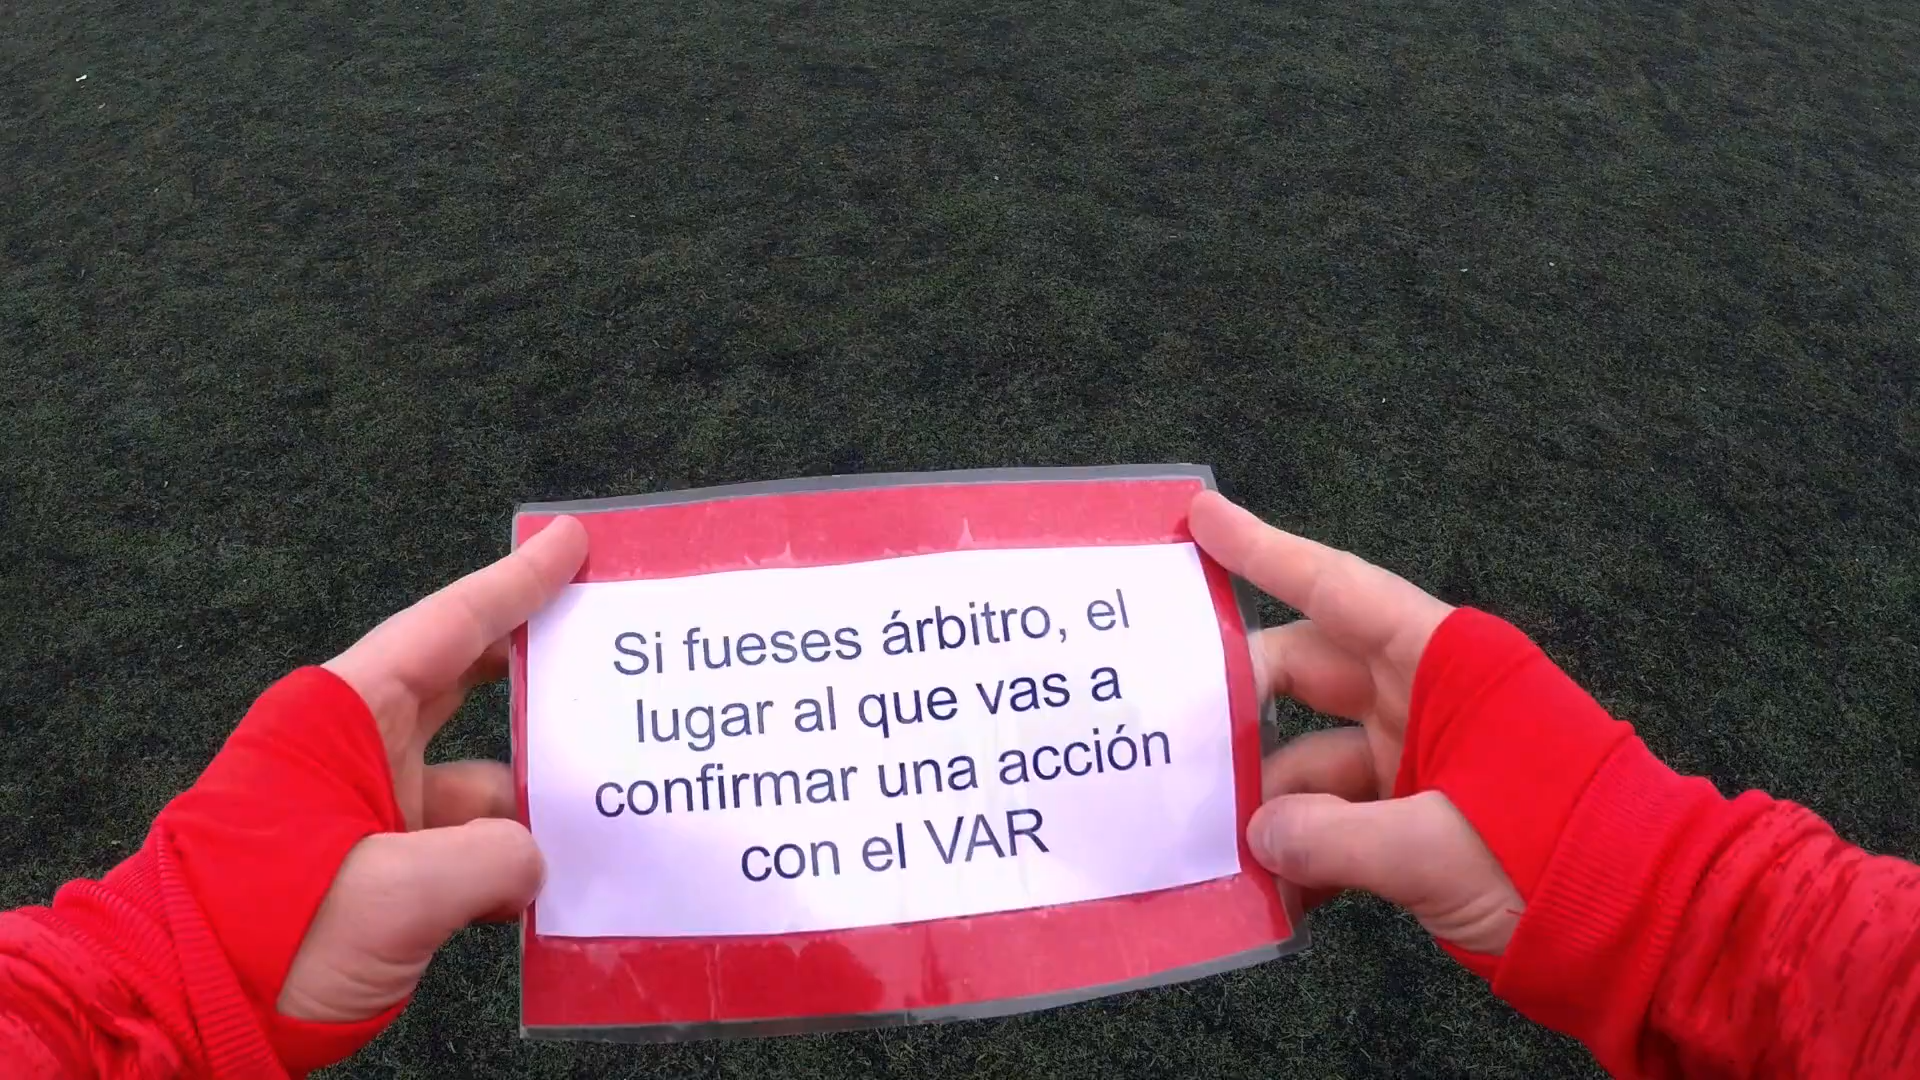 Si fueses árbitro, el
lugar al que vas a
confirmar una acción
con el VAR